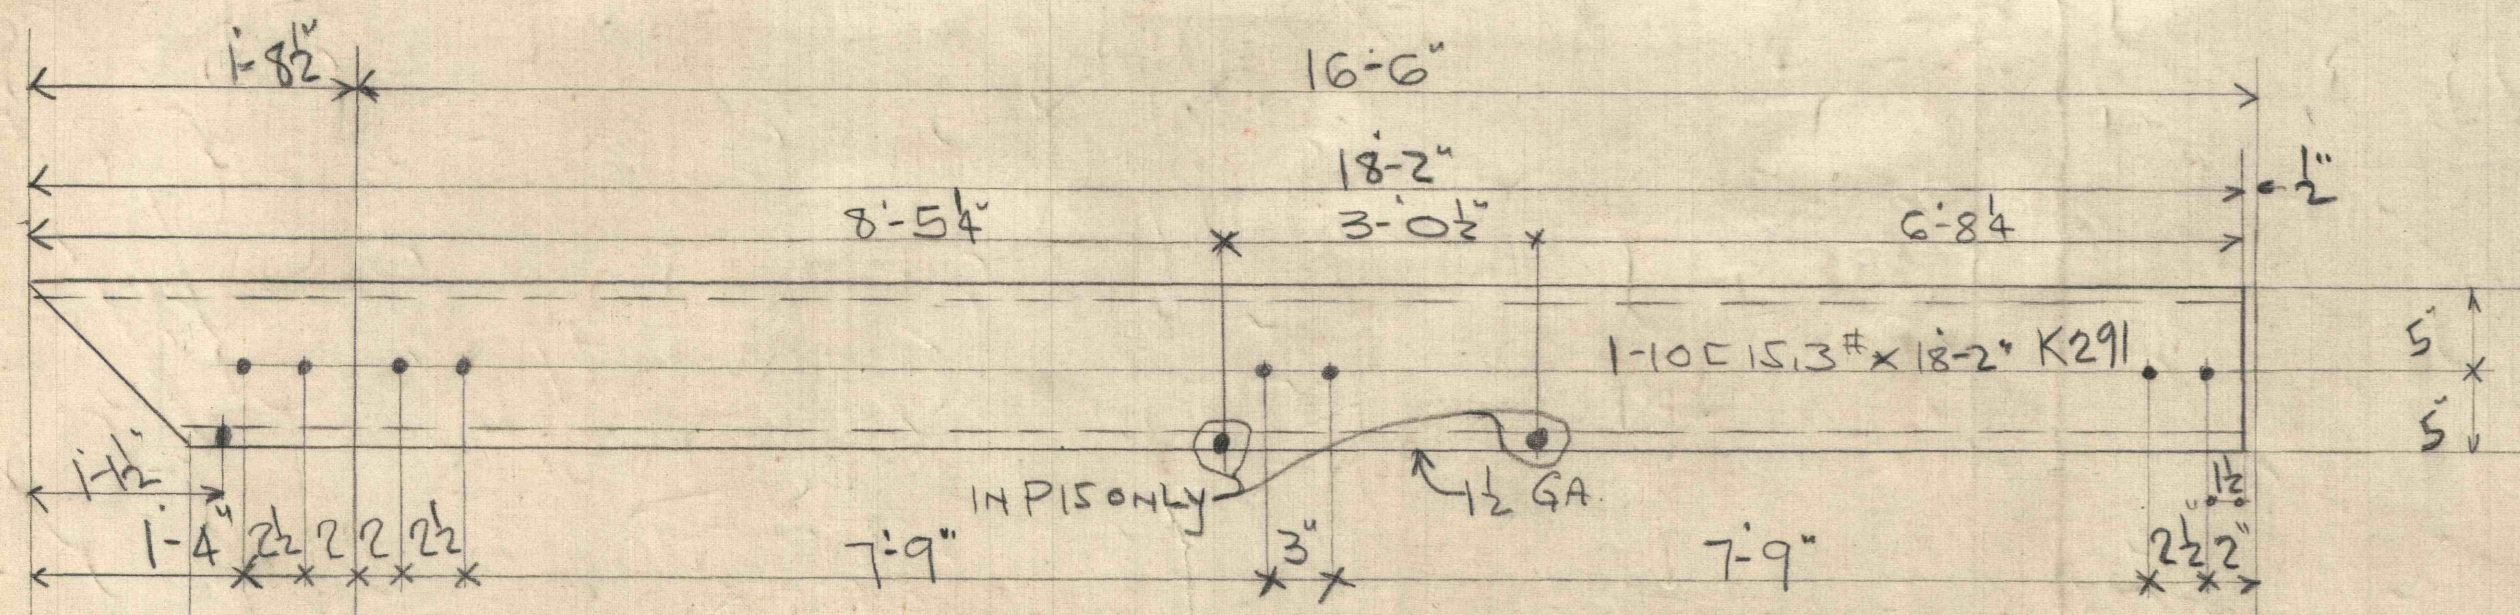 1'-8½" 16'-6"
18'-2" ½"
8'-5¼" 3'-0½" 6'-8¼
1-10[15.3# x 18'-2" K291 5"
5"
1'-1½" IN P15 ONLY 1½ GA. 1½
1'-4" 2½ 2 2 2½ 7'-9" 3" 7'-9" 2½" 2"